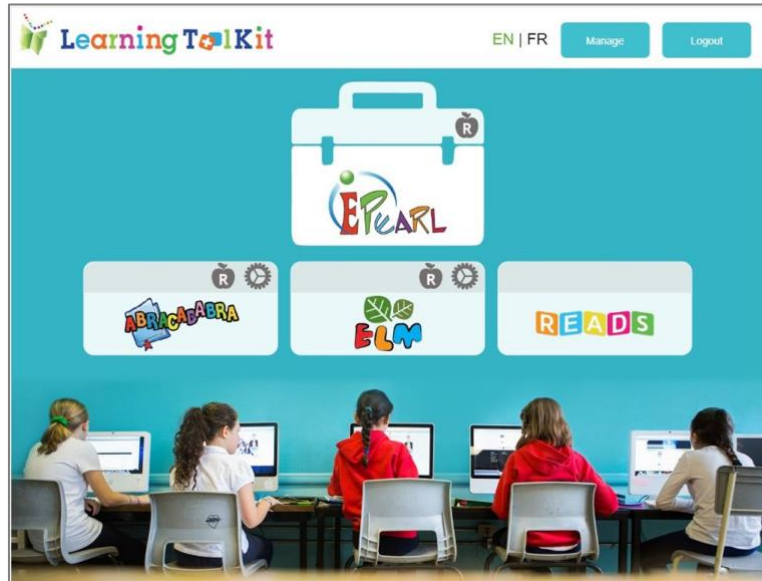 Learning ToolKit
EN | FR
Manage
Logout
R
EPEARL
R
R
ABRACADABRA
ELM
READS